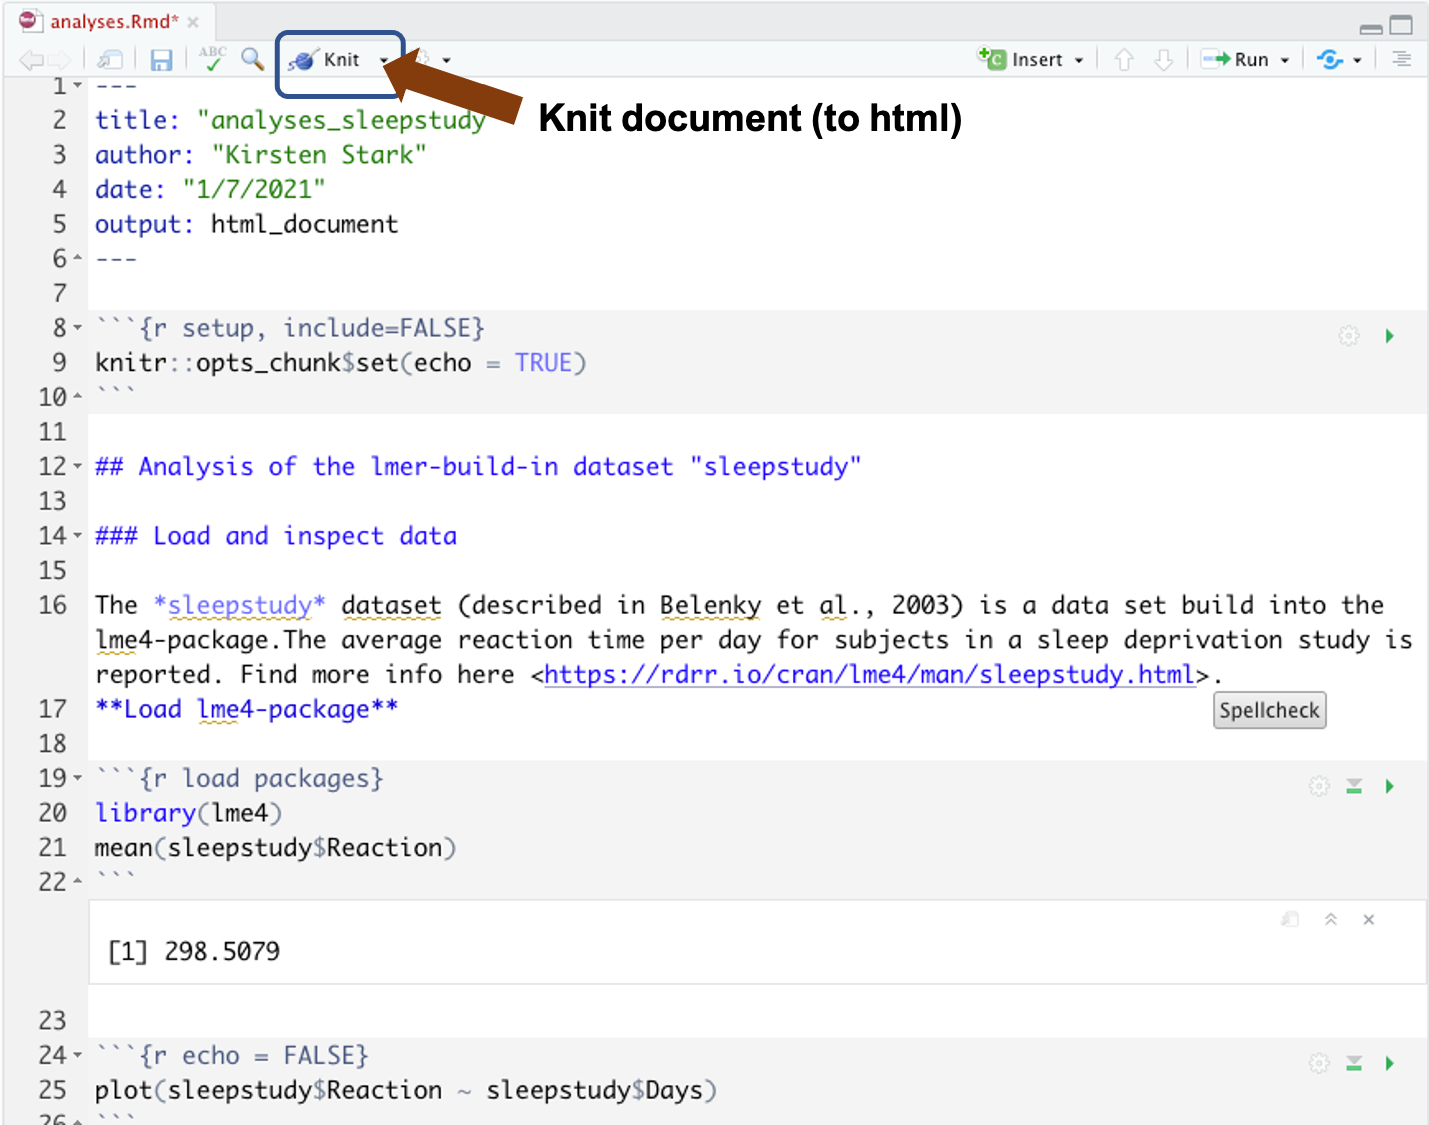 analyses.Rmd*
ABC Knit Insert Run
Knit document (to html)
1 ---
2 title: "analyses_sleepstudy
3 author: "Kirsten Stark"
4 date: "1/7/2021"
5 output: html_document
6 ---
7
8 ```{r setup, include=FALSE}
9 knitr::opts_chunk$set(echo = TRUE)
10 ```
11
12 ## Analysis of the lmer-build-in dataset "sleepstudy"
13
14 ### Load and inspect data
15
16 The *sleepstudy* dataset (described in Belenky et al., 2003) is a data set build into the
lme4-package.The average reaction time per day for subjects in a sleep deprivation study is
reported. Find more info here <https://rdrr.io/cran/lme4/man/sleepstudy.html>.
17 **Load lme4-package**
Spellcheck
18
19 ```{r load packages}
20 library(lme4)
21 mean(sleepstudy$Reaction)
22 ```
[1] 298.5079
23
24 ```{r echo = FALSE}
25 plot(sleepstudy$Reaction ~ sleepstudy$Days)
26 ```